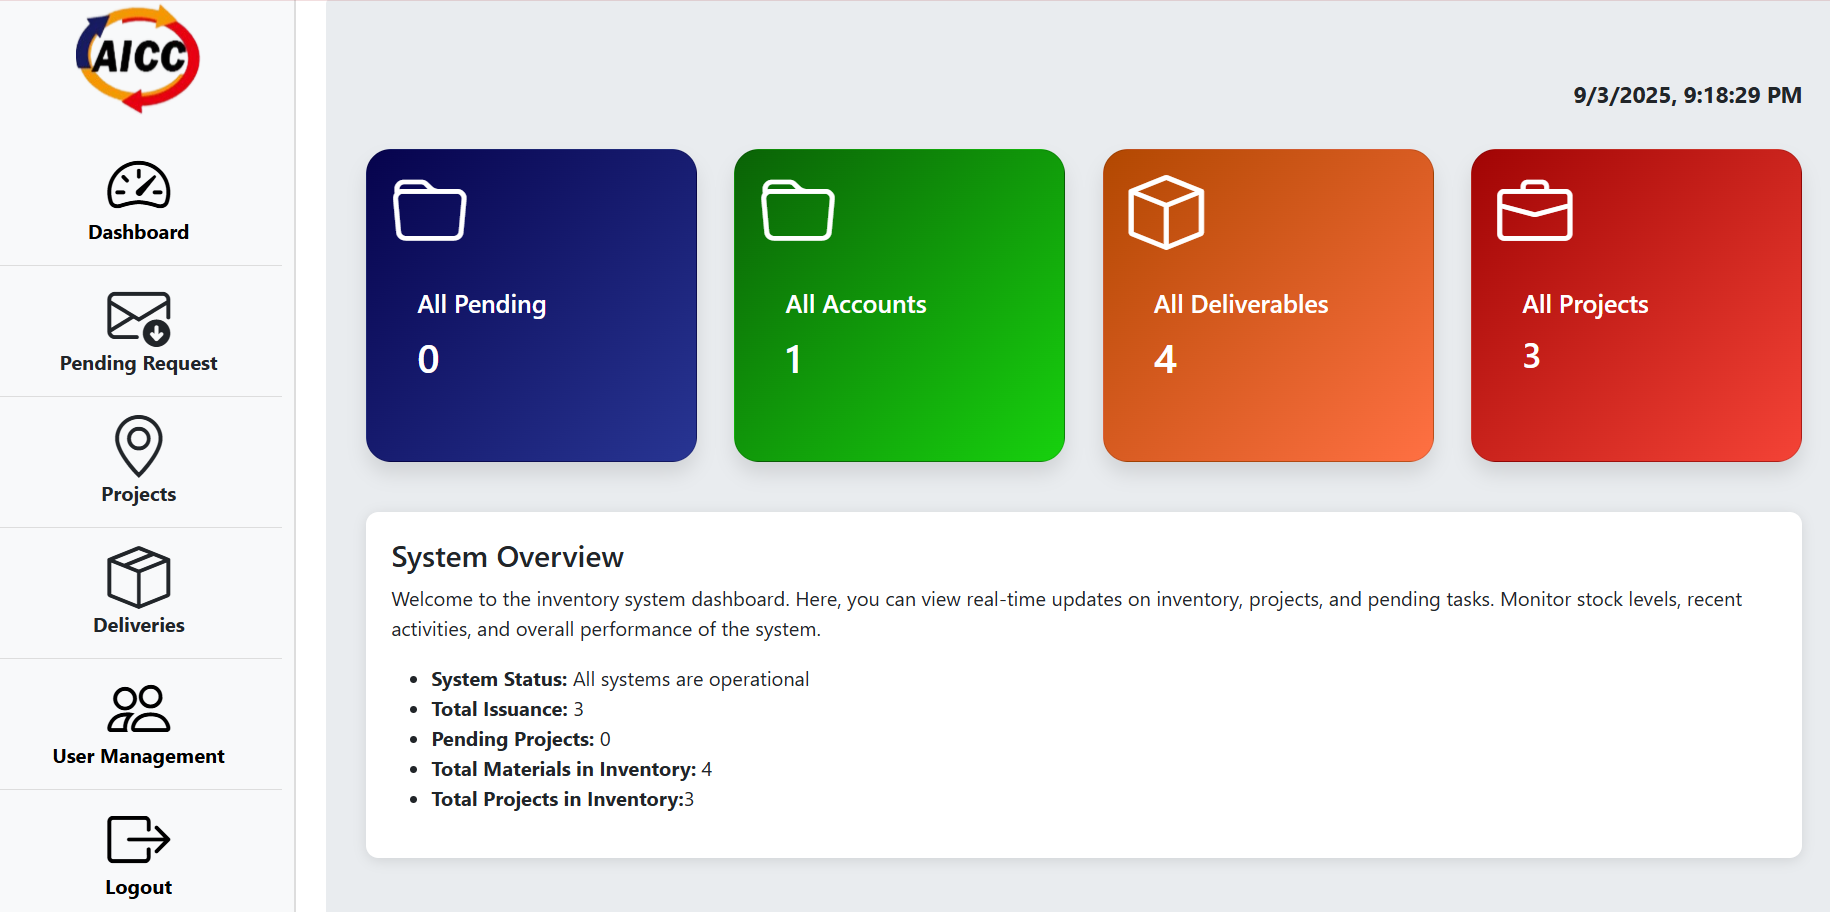 AICC
Dashboard
Pending Request
Projects
Deliveries
User Management
Logout
9/3/2025, 9:18:29 PM
All Pending
0
All Accounts
1
All Deliverables
4
All Projects
3
System Overview
Welcome to the inventory system dashboard. Here, you can view real-time updates on inventory, projects, and pending tasks. Monitor stock levels, recent
activities, and overall performance of the system.
System Status: All systems are operational
Total Issuance: 3
Pending Projects: 0
Total Materials in Inventory: 4
Total Projects in Inventory:3